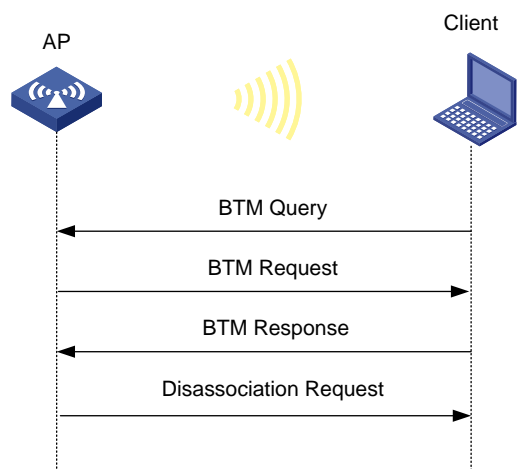 Client
AP
BTM Query
BTM Request
BTM Response
Disassociation Request